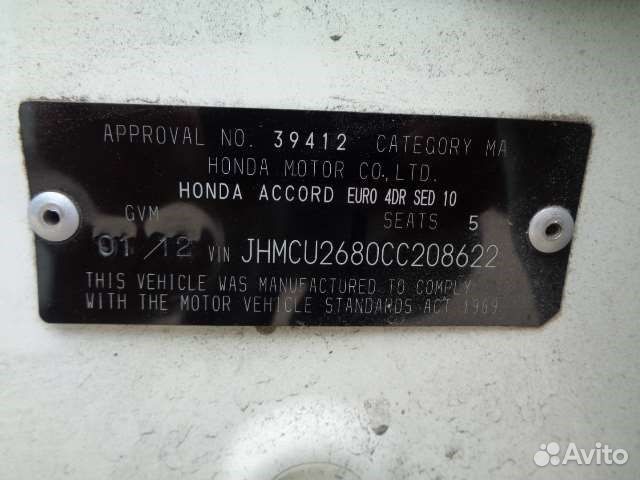 APPROVAL NO. 39412 CATEGORY MA
HONDA MOTOR CO.,LTD.
HONDA ACCORD EURO 4DR SED 10
GVM SEATS 5
01/12 VIN JHMCU2680CC208622
THIS VEHICLE WAS MANUFACTURED TO COMPLY
WITH THE MOTOR VEHICLE STANDARDS ACT 1989
Avito